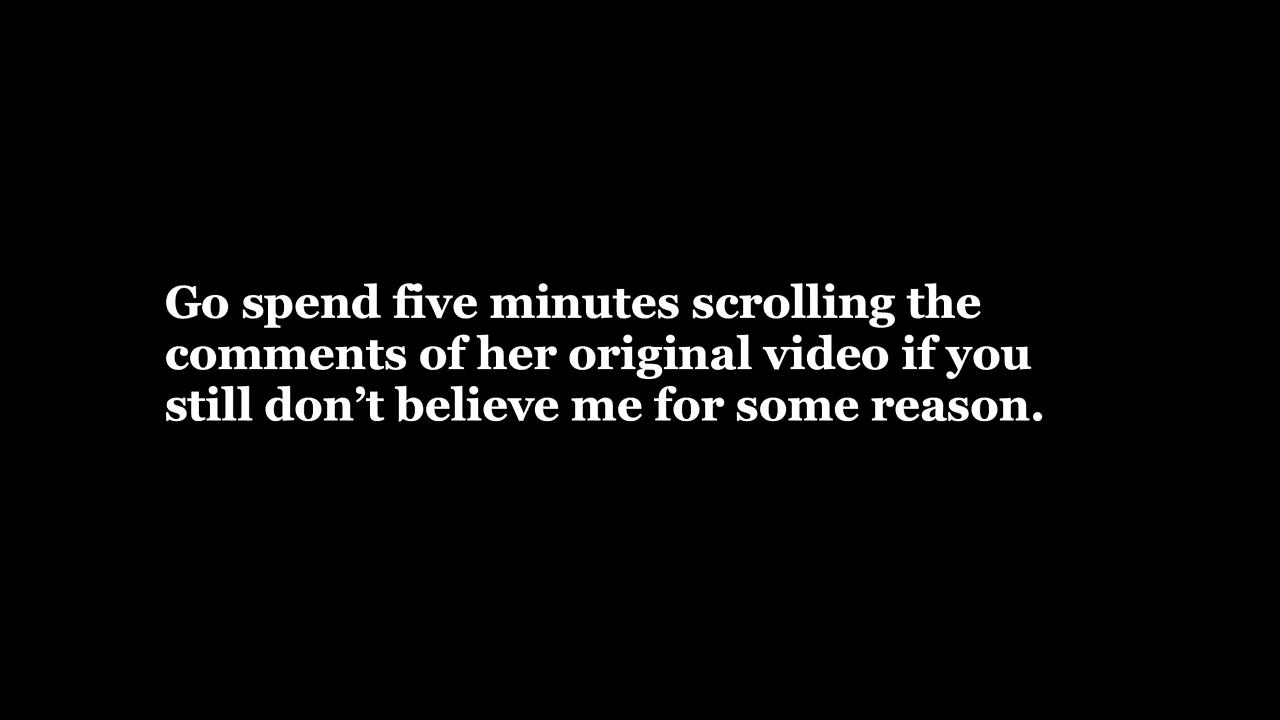 Go spend five minutes scrolling the
comments of her original video if you
still don’t believe me for some reason.